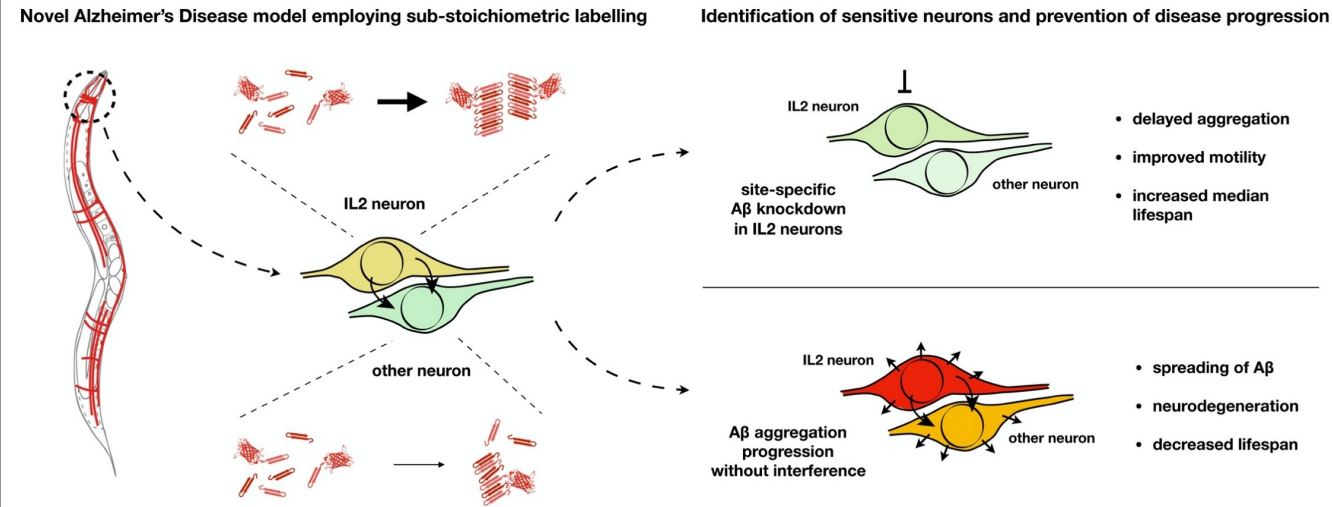 Novel Alzheimer's Disease model employing sub-stoichiometric labelling
IL2 neuron
other neuron
Identification of sensitive neurons and prevention of disease progression
IL2 neuron
other neuron
site-specific
Aβ knockdown
in IL2 neurons
• delayed aggregation
• improved motility
• increased median
lifespan
IL2 neuron
other neuron
Aβ aggregation
progression
without interference
• spreading of Aβ
• neurodegeneration
• decreased lifespan